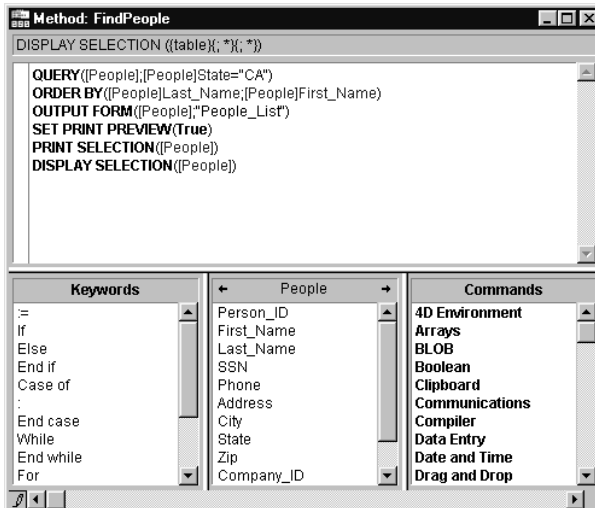 Method: FindPeople
DISPLAY SELECTION ({table}{; *}{; *})
QUERY([People];[People]State="CA")
ORDER BY([People]Last_Name;[People]First_Name)
OUTPUT FORM([People];"People_List")
SET PRINT PREVIEW(True)
PRINT SELECTION([People])
DISPLAY SELECTION([People])
Keywords
:=
If
Else
End if
Case of
:
End case
While
End while
For
People
Person_ID
First_Name
Last_Name
SSN
Phone
Address
City
State
Zip
Company_ID
Commands
4D Environment
Arrays
BLOB
Boolean
Clipboard
Communications
Compiler
Data Entry
Date and Time
Drag and Drop